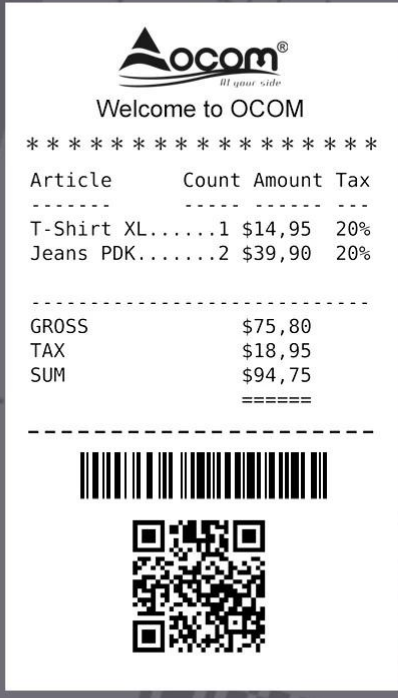 ocom®
At your side
Welcome to OCOM
* * * * * * * * * * * * * * * * *
Article Count Amount Tax
------- ----- ------ ---
T-Shirt XL......1 $14,95 20%
Jeans PDK.......2 $39,90 20%
-----------------------------
GROSS $75,80
TAX $18,95
SUM $94,75
======
---------------------